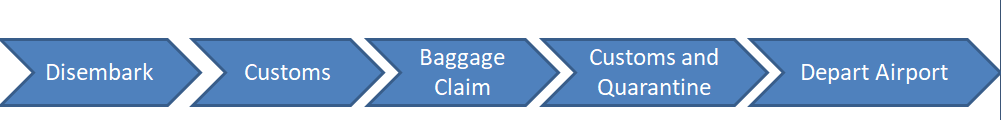 Disembark
Customs
Baggage
Claim
Customs and
Quarantine
Depart Airport